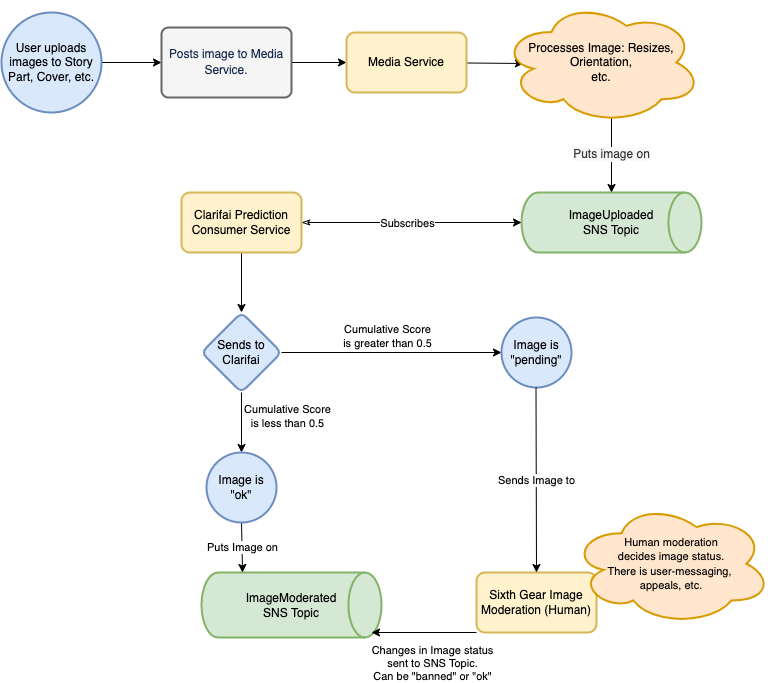 User uploads
images to Story
Part, Cover, etc.
Posts image to Media
Service.
Media Service
Processes Image: Resizes,
Orientation,
etc.
Puts image on
Clarifai Prediction
Consumer Service
Subscribes
ImageUploaded
SNS Topic
Sends to
Clarifai
Cumulative Score
is greater than 0.5
Image is
"pending"
Cumulative Score
is less than 0.5
Image is
"ok"
Sends Image to
Puts Image on
Human moderation
decides image status.
There is user-messaging,
appeals, etc.
ImageModerated
SNS Topic
Sixth Gear Image
Moderation (Human)
Changes in Image status
sent to SNS Topic.
Can be "banned" or "ok"